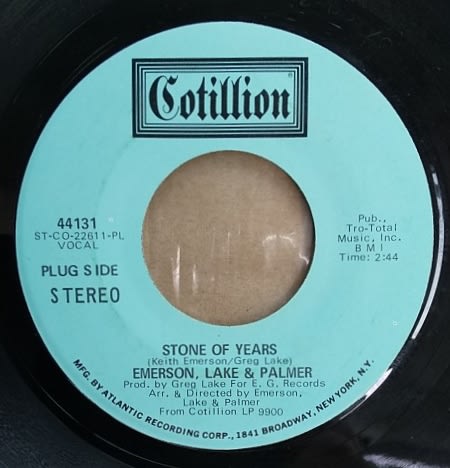 Cotillion®
44131
ST-CO-22611-PL
VOCAL
PLUG SIDE
STEREO
Pub.,
Tro-Total
Music, Inc.
BMI
Time: 2:44
STONE OF YEARS
(Keith Emerson/Greg Lake)
EMERSON, LAKE & PALMER
Prod. by Greg Lake For E. G. Records
Arr. & Directed by Emerson,
Lake & Palmer
From Cotillion LP 9900
MFG. BY ATLANTIC RECORDING CORP., 1841 BROADWAY, NEW YORK, N.Y.